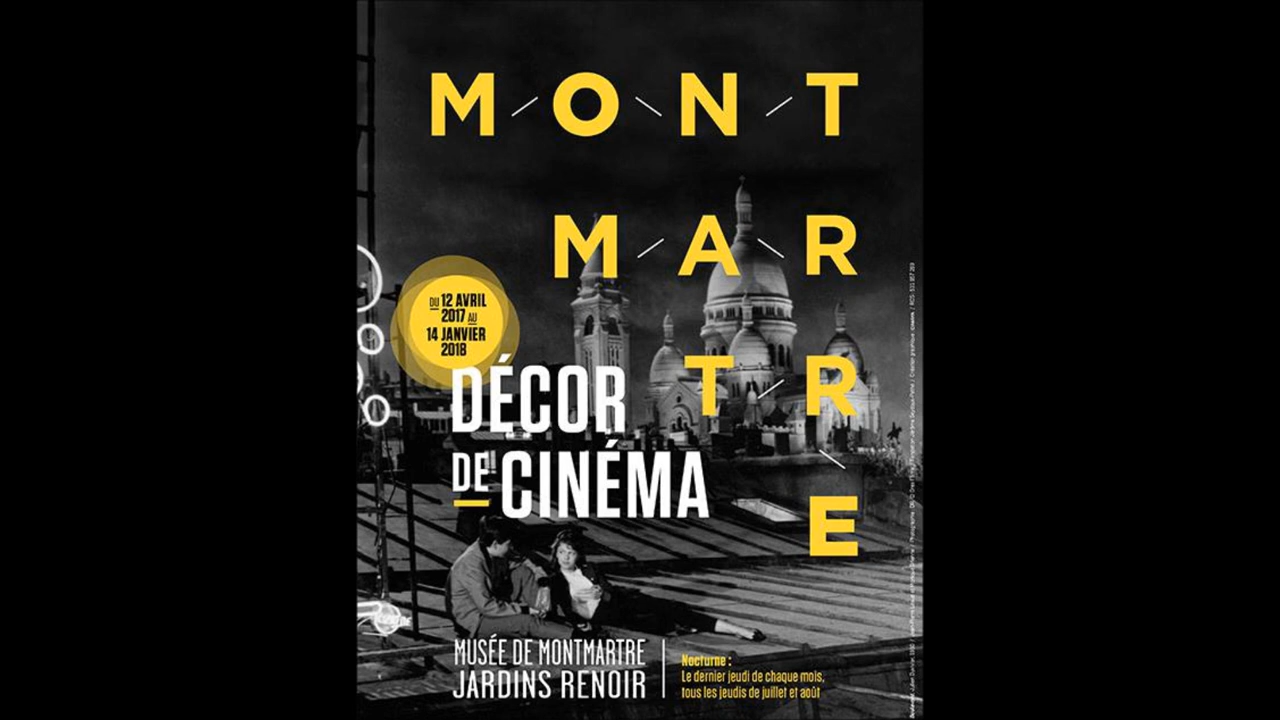 MONT
MAR
TR
E
DU 12 AVRIL
2017 AU
14 JANVIER
2018
DÉCOR
DE CINÉMA
MUSÉE DE MONTMARTRE
JARDINS RENOIR
Nocturne :
Le dernier jeudi de chaque mois,
tous les jeudis de juillet et août